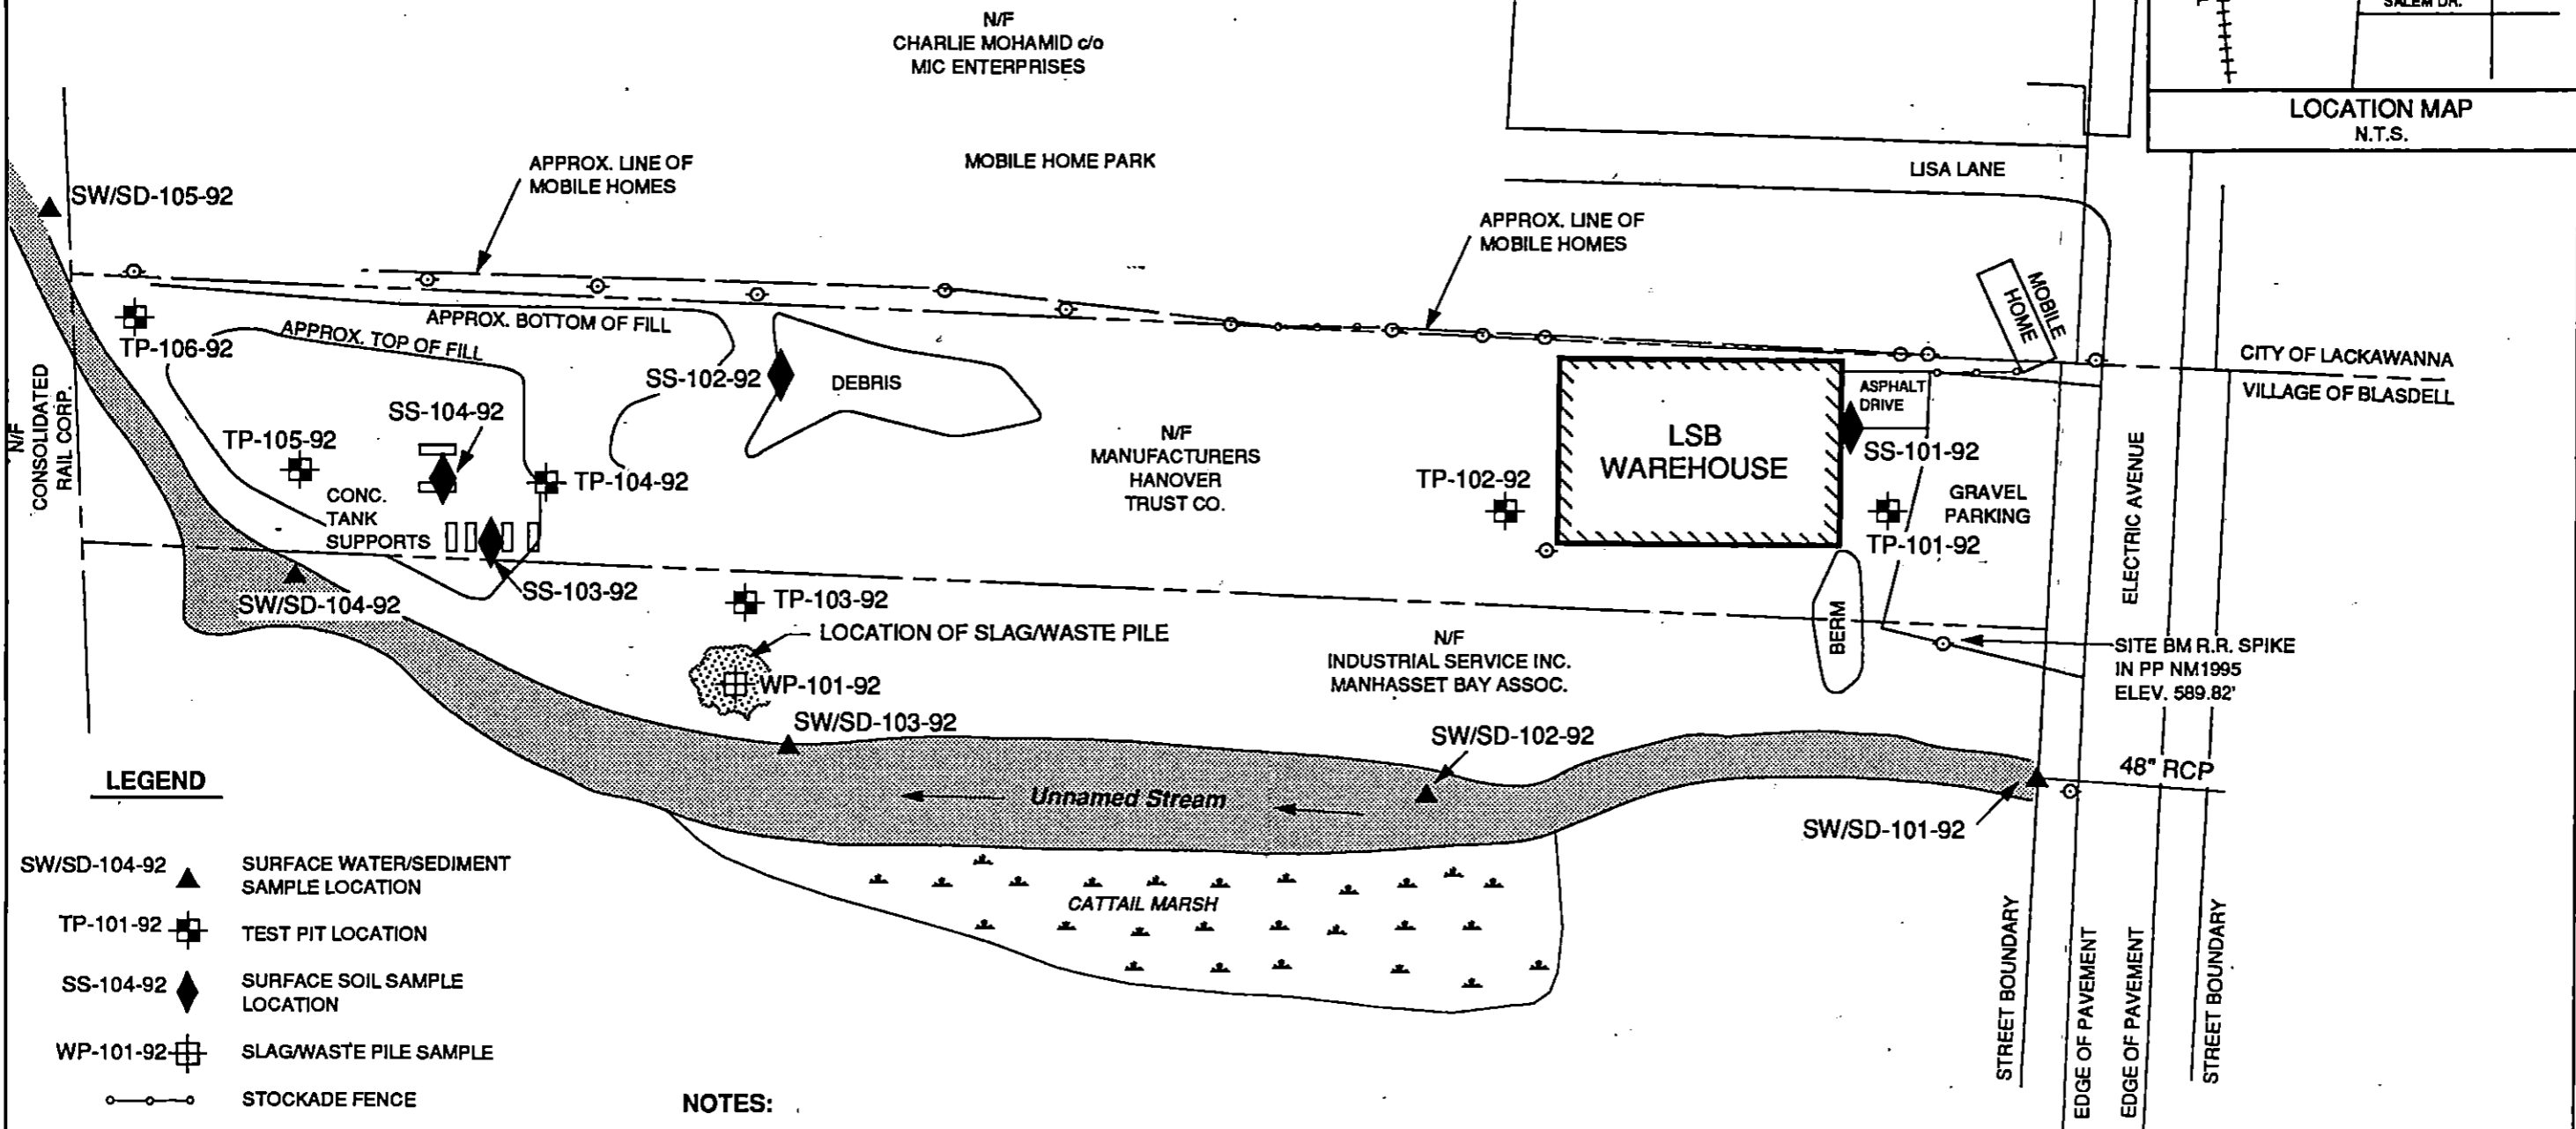 N/F
CHARLIE MOHAMID c/o
MIC ENTERPRISES
SALEM DR.
LOCATION MAP
N.T.S.
APPROX. LINE OF
MOBILE HOMES
MOBILE HOME PARK
LISA LANE
SW/SD-105-92
APPROX. LINE OF
MOBILE HOMES
MOBILE
HOME
APPROX. BOTTOM OF FILL
APPROX. TOP OF FILL
TP-106-92
CITY OF LACKAWANNA
VILLAGE OF BLASDELL
SS-102-92
DEBRIS
ASPHALT
DRIVE
N/F
CONSOLIDATED
RAIL CORP.
SS-104-92
TP-105-92
N/F
MANUFACTURERS
HANOVER
TRUST CO.
LSB
WAREHOUSE
SS-101-92
TP-104-92
TP-102-92
GRAVEL
PARKING
CONC.
TANK
SUPPORTS
TP-101-92
ELECTRIC AVENUE
SS-103-92
SW/SD-104-92
TP-103-92
LOCATION OF SLAG/WASTE PILE
BERM
N/F
INDUSTRIAL SERVICE INC.
MANHASSET BAY ASSOC.
SITE BM R.R. SPIKE
IN PP NM1995
ELEV. 589.82'
WP-101-92
SW/SD-103-92
SW/SD-102-92
48" RCP
Unnamed Stream
SW/SD-101-92
CATTAIL MARSH
STREET BOUNDARY
EDGE OF PAVEMENT
EDGE OF PAVEMENT
STREET BOUNDARY
LEGEND
SW/SD-104-92 SURFACE WATER/SEDIMENT
SAMPLE LOCATION
TP-101-92 TEST PIT LOCATION
SS-104-92 SURFACE SOIL SAMPLE
LOCATION
WP-101-92 SLAG/WASTE PILE SAMPLE
STOCKADE FENCE
NOTES: